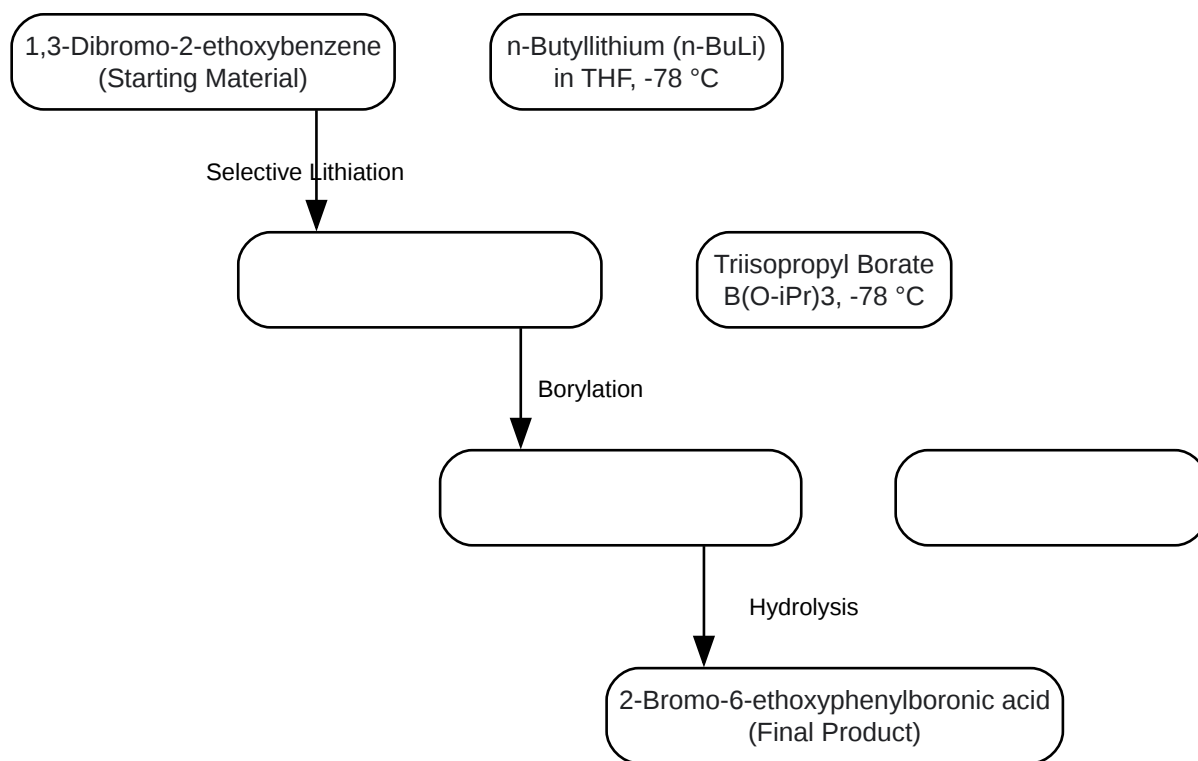 1,3-Dibromo-2-ethoxybenzene
(Starting Material)
n-Butyllithium (n-BuLi)
in THF, -78 °C
Selective Lithiation
Triisopropyl Borate
B(O-iPr)3, -78 °C
Borylation
Hydrolysis
2-Bromo-6-ethoxyphenylboronic acid
(Final Product)